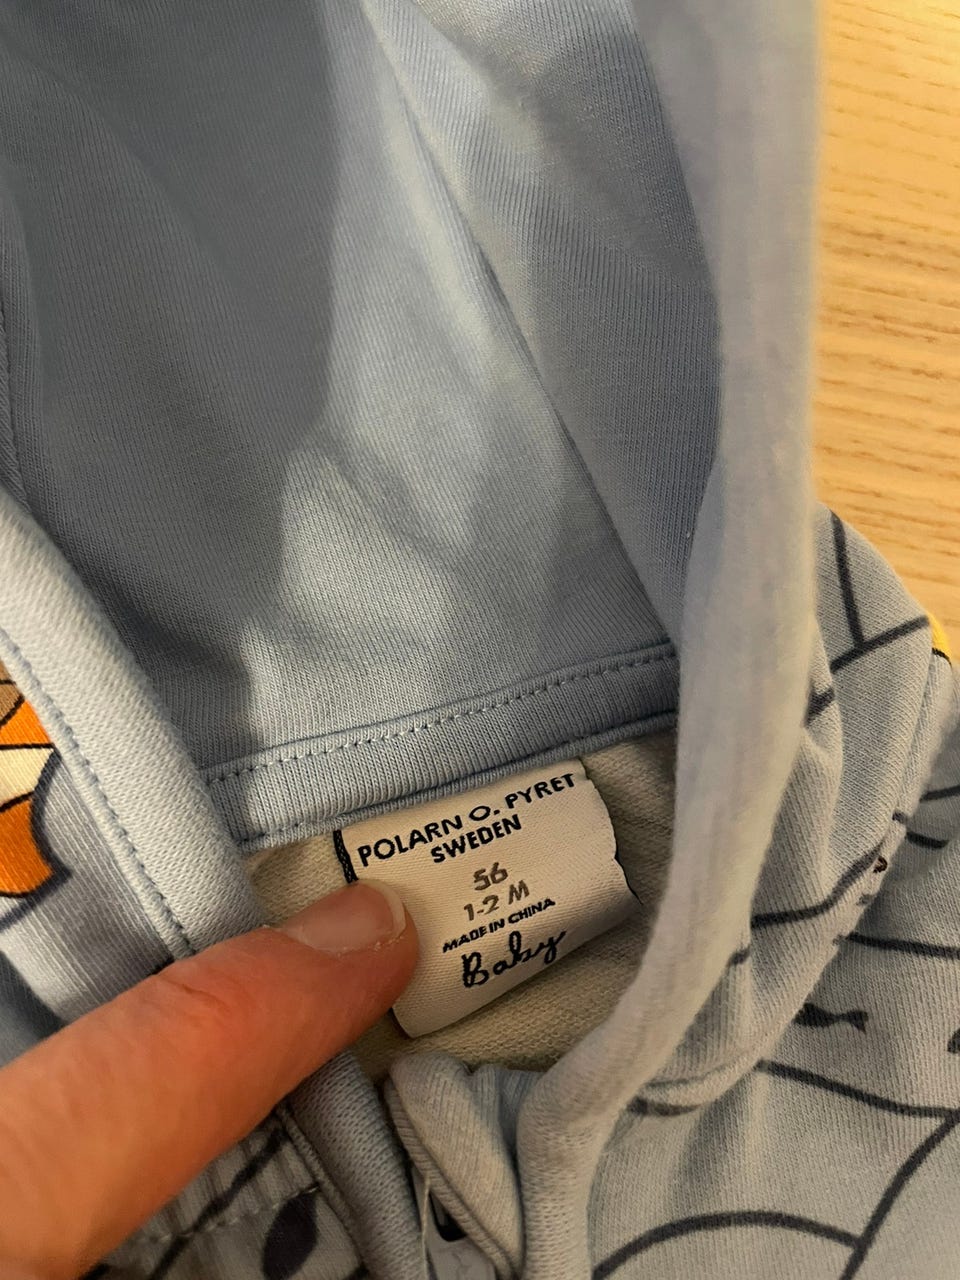 POLARN O. PYRET
SWEDEN
56
1-2 M
MADE IN CHINA
Baby